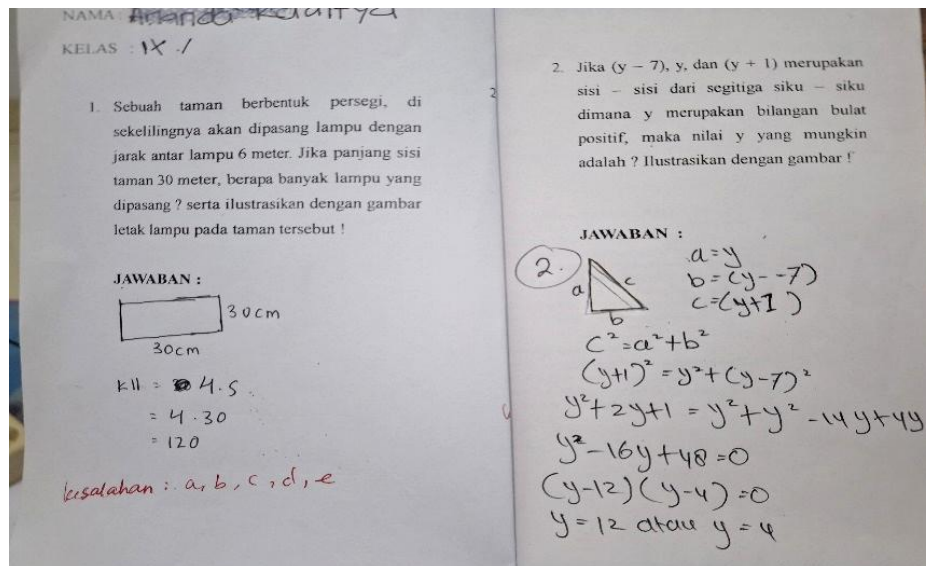 NAMA :
KELAS : IX . 1
1. Sebuah taman berbentuk persegi, di
sekelilingnya akan dipasang lampu dengan
jarak antar lampu 6 meter. Jika panjang sisi
taman 30 meter, berapa banyak lampu yang
dipasang ? serta ilustrasikan dengan gambar
letak lampu pada taman tersebut !
JAWABAN :
30cm
30cm
kll = 4.s
= 4.30
= 120
kesalahan : a, b, c, d, e
2
2. Jika (y – 7), y, dan (y + 1) merupakan
sisi – sisi dari segitiga siku – siku
dimana y merupakan bilangan bulat
positif, maka nilai y yang mungkin
adalah ? Ilustrasikan dengan gambar !
JAWABAN :
2.
a
c
b
a = y
b = (y - -7)
c = (y+1)
c² = a² + b²
(y+1)² = y² + (y-7)²
y² + 2y + 1 = y² + y² - 14y + 4y
y² - 16y + 48 = 0
(y-12)(y-4) = 0
y = 12 atau y = 4